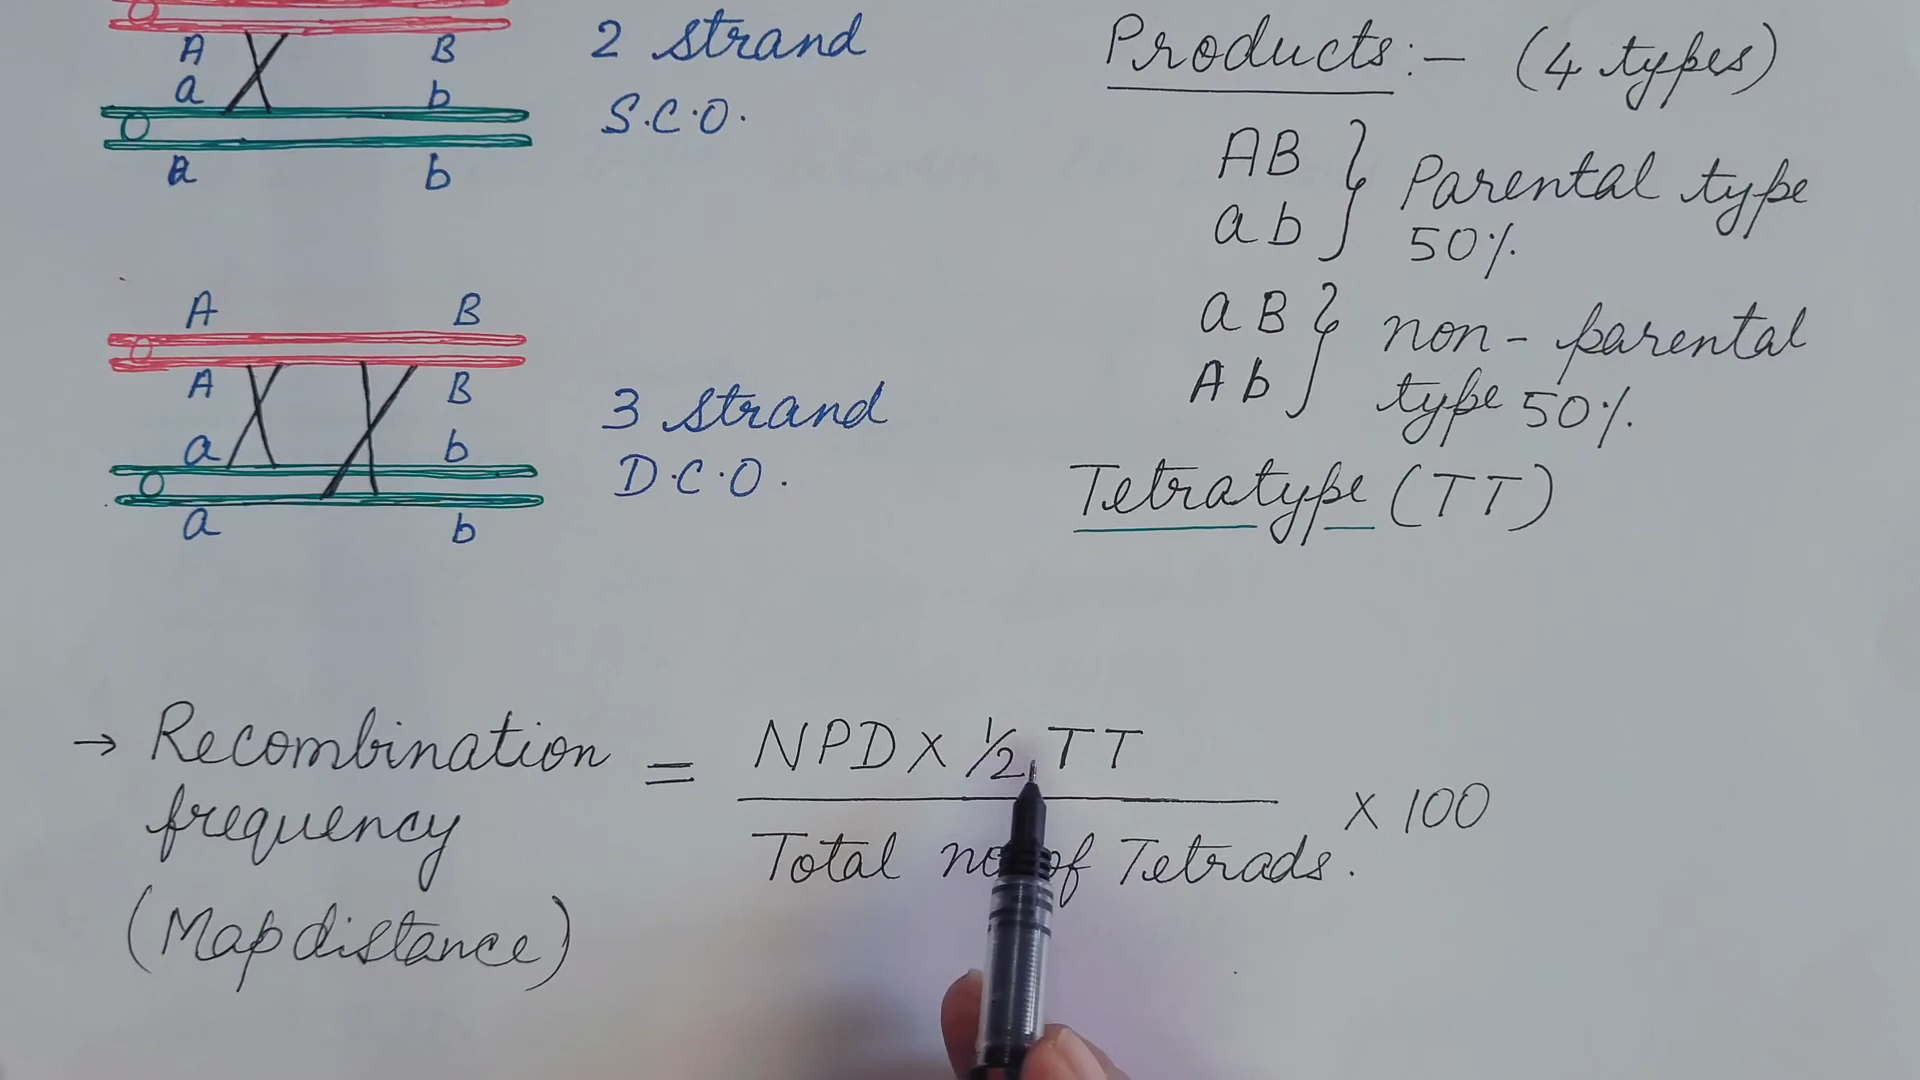 A B
a b
a b
2 strand
S.C.O.
A B
A B
a b
a b
3 strand
D.C.O.
Products:- (4 types)
AB
ab
Parental type
50%
aB
Ab
non-parental
type 50%.
Tetratype (TT)
→ Recombination
frequency
(Map distance)
=
NPD X 1/2 TT
Total no of Tetrads.
X 100